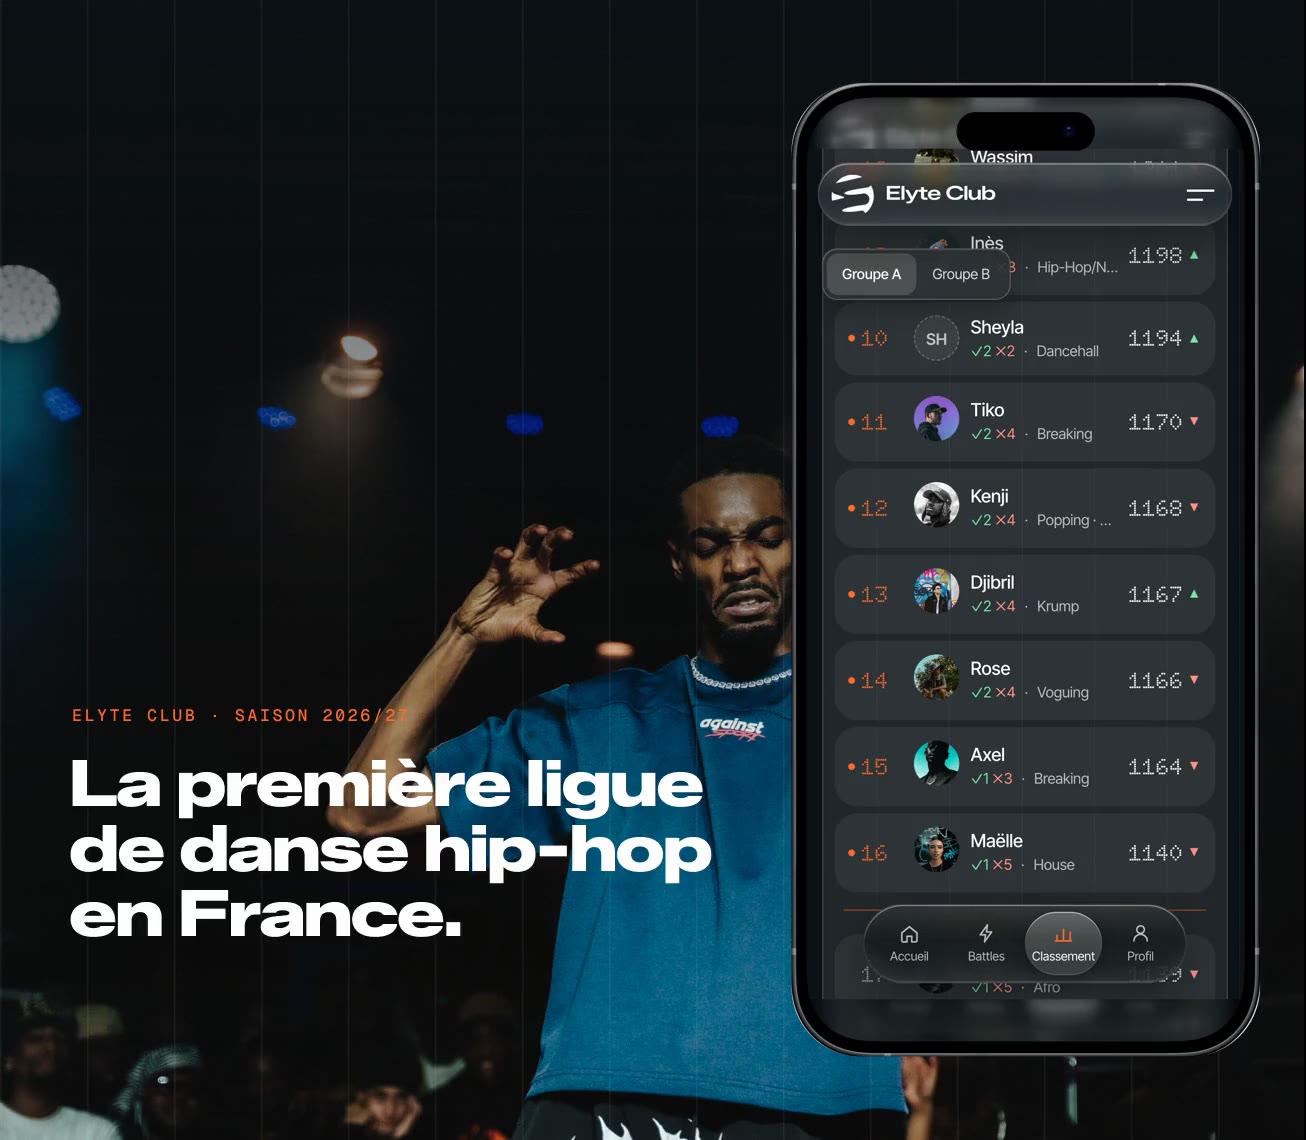 ELYTE CLUB · SAISON 2026/27
La première ligue
de danse hip-hop
en France.
against
Wassim
Elyte Club
Inès
Groupe A
Groupe B
3 · Hip-Hop/N...
1198
10
SH
Sheyla
✓2 ×2 · Dancehall
1194
11
Tiko
✓2 ×4 · Breaking
1170
12
Kenji
✓2 ×4 · Popping · ...
1168
13
Djibril
✓2 ×4 · Krump
1167
14
Rose
✓2 ×4 · Voguing
1166
15
Axel
✓1 ×3 · Breaking
1164
16
Maëlle
✓1 ×5 · House
1140
Accueil
Battles
Classement
Profil
✓1 ×5 · Afro